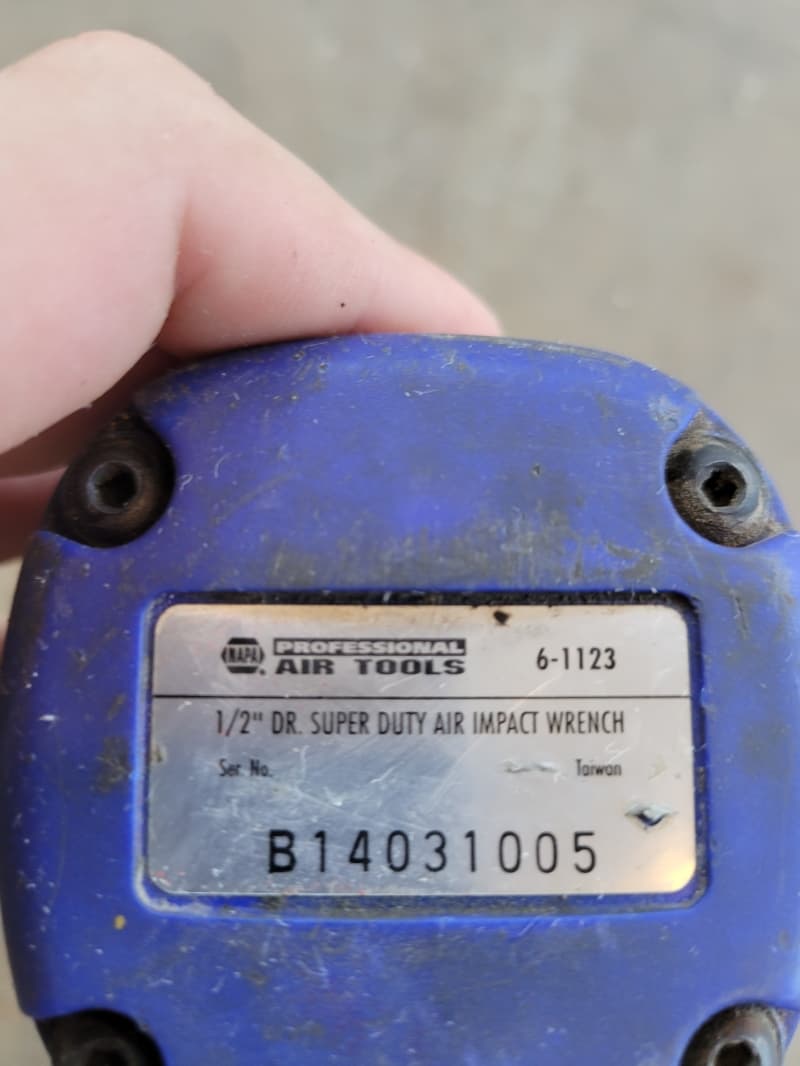 NAPA PROFESSIONAL AIR TOOLS 6-1123
1/2" DR. SUPER DUTY AIR IMPACT WRENCH
Ser. No. Taiwan
B14031005